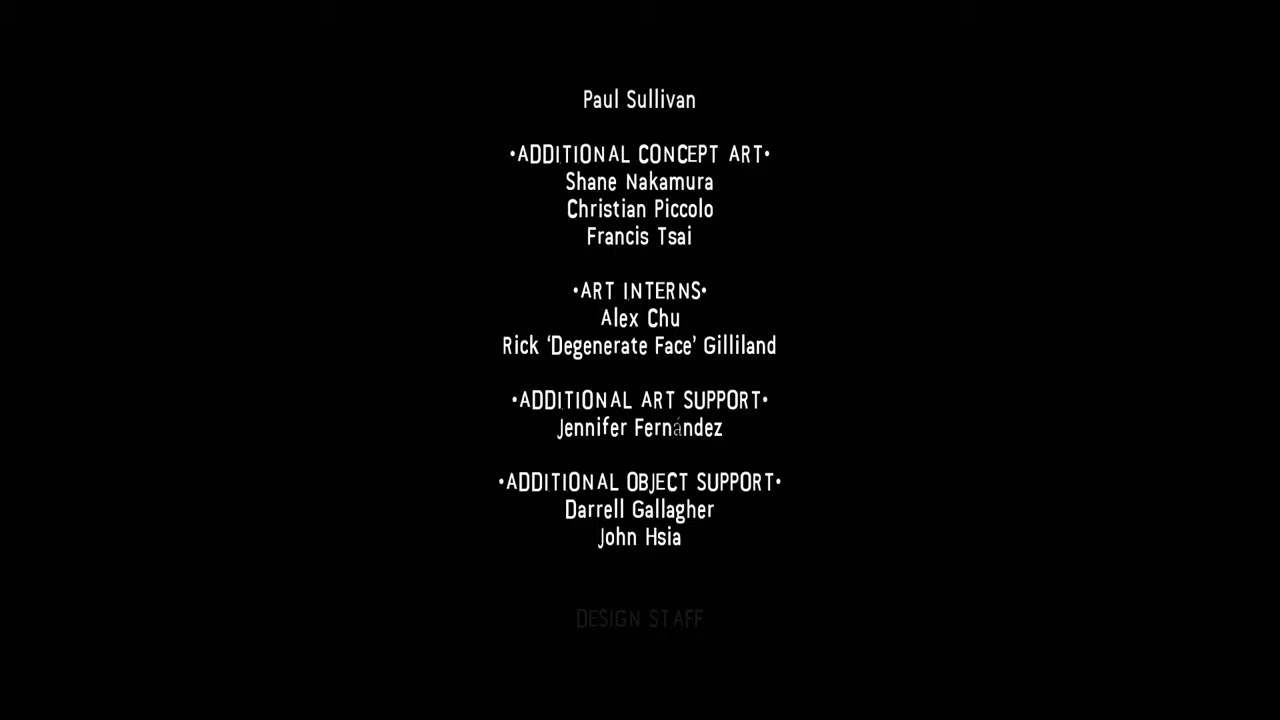 Paul Sullivan
•ADDITIONAL CONCEPT ART•
Shane Nakamura
Christian Piccolo
Francis Tsai
•ART INTERNS•
Alex Chu
Rick ‘Degenerate Face’ Gilliland
•ADDITIONAL ART SUPPORT•
Jennifer Fernández
•ADDITIONAL OBJECT SUPPORT•
Darrell Gallagher
John Hsia
DESIGN STAFF